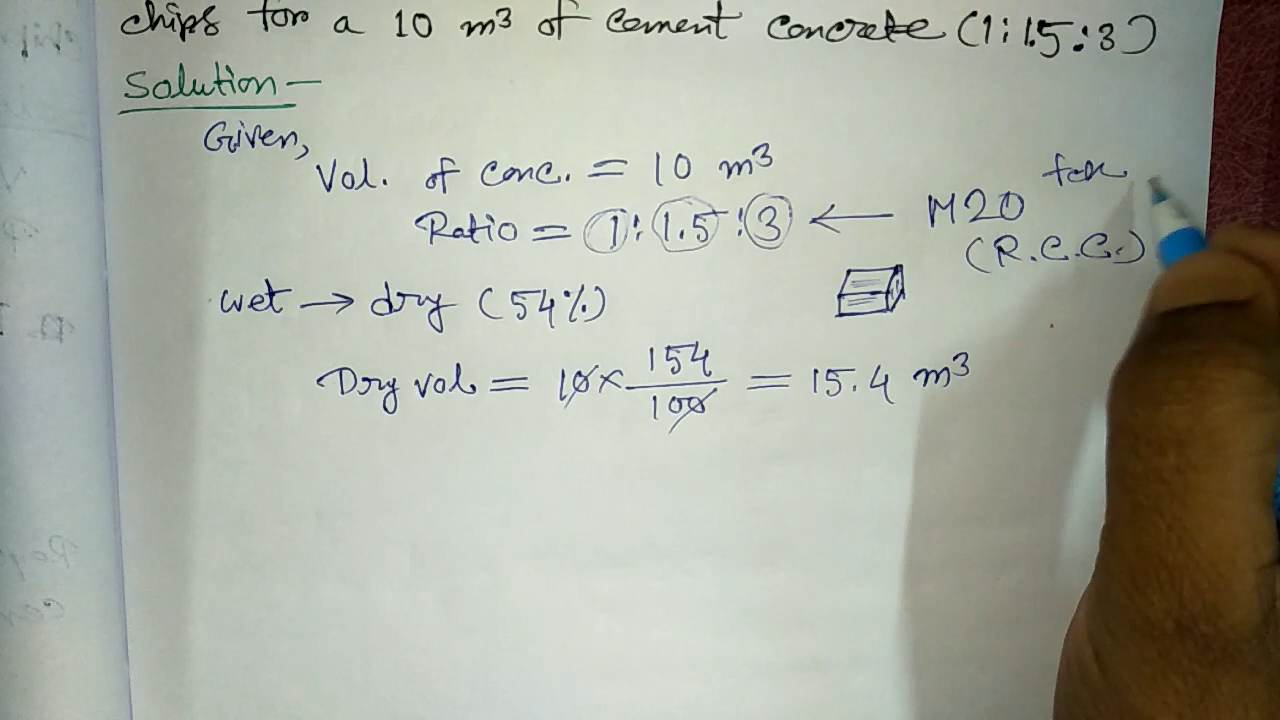 chips for a 10 m³ of cement concrete (1:1.5:3)
Solution —
Given,
Vol. of conc. = 10 m³
Ratio = 1:1.5:3 ← M20 for
(R.C.C.)
wet → dry (54%)
Dry vol = 10 × 154/100 = 15.4 m³